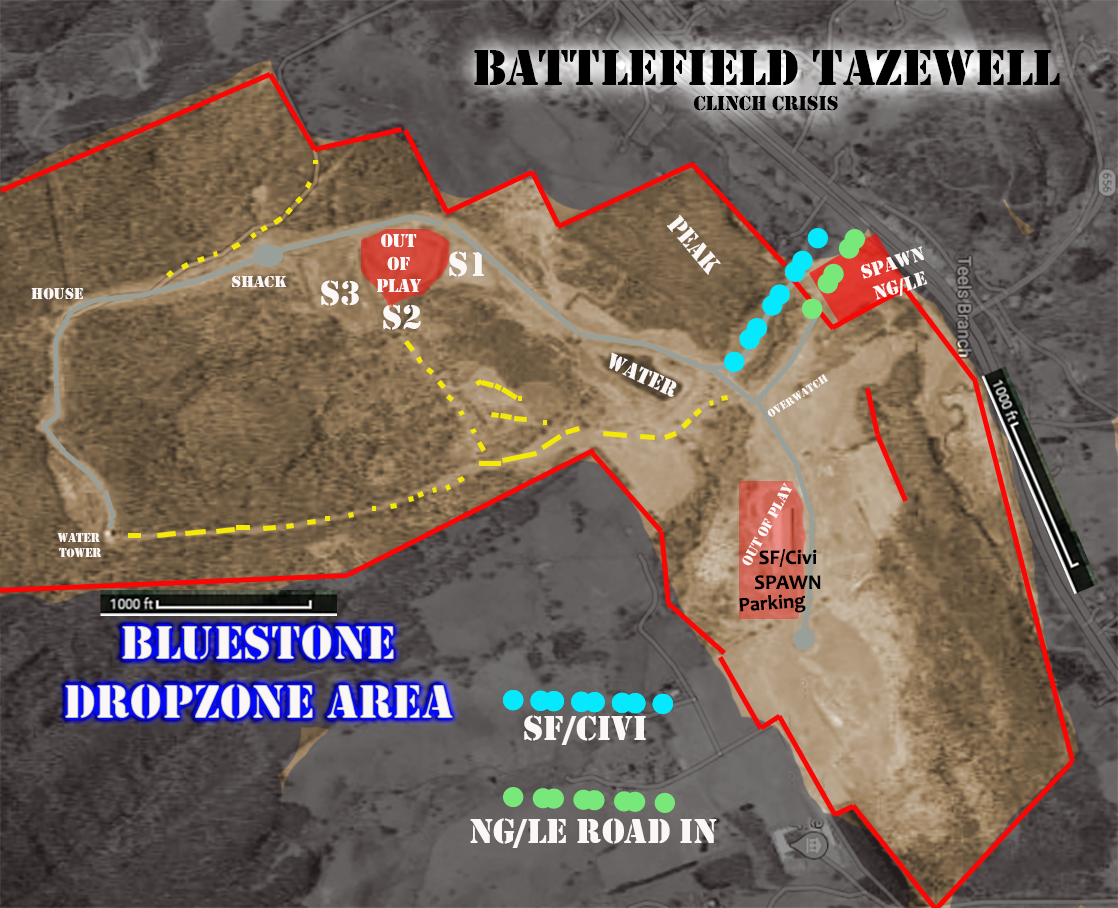 BATTLEFIELD TAZEWELL
CLINCH CRISIS
656
PEAK
SPAWN
NG/LE
Teels Branch
OUT
OF
PLAY
S1
S3
S2
SHACK
HOUSE
WATER
OVERWATCH
1000 ft
OUT OF PLAY
SF/Civi
SPAWN
Parking
WATER
TOWER
1000 ft
BLUESTONE
DROPZONE AREA
SF/CIVI
NG/LE ROAD IN